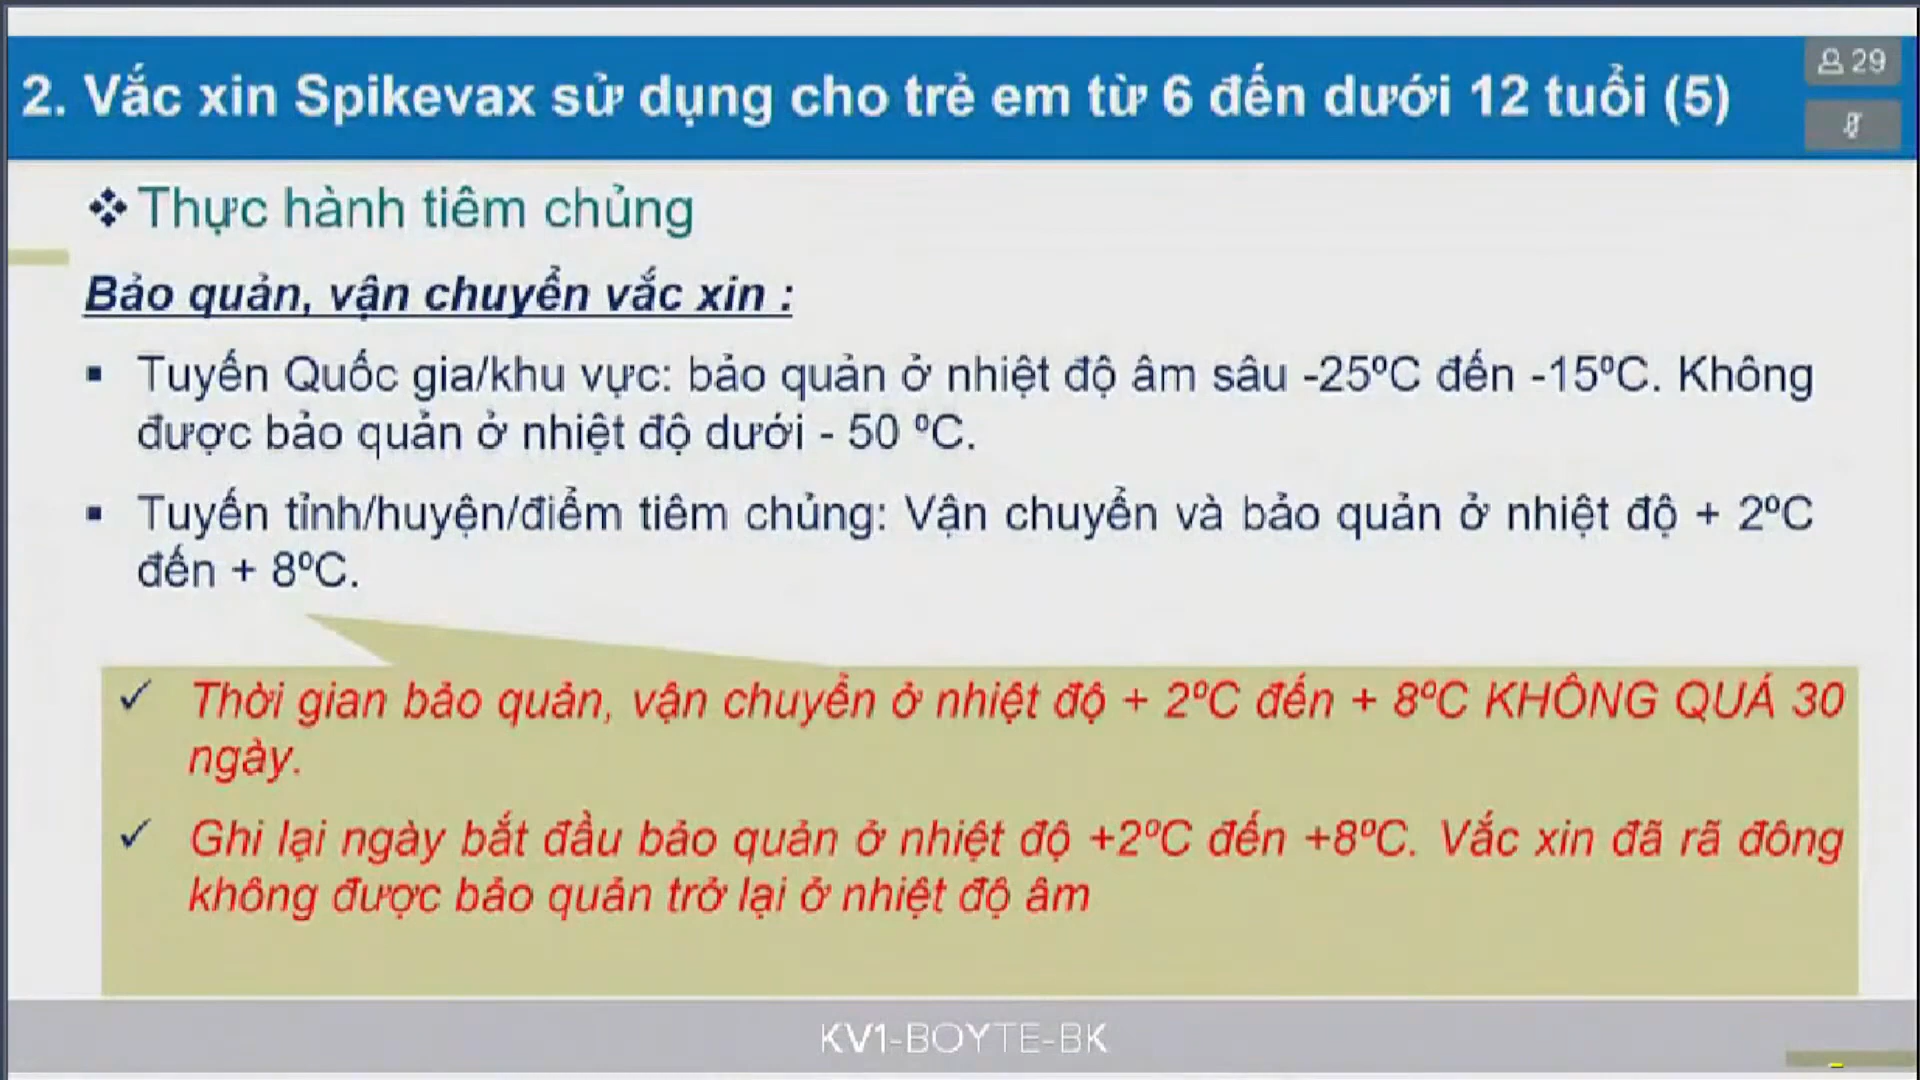 2. Vắc xin Spikevax sử dụng cho trẻ em từ 6 đến dưới 12 tuổi (5)
29
Thực hành tiêm chủng
Bảo quản, vận chuyển vắc xin :
Tuyến Quốc gia/khu vực: bảo quản ở nhiệt độ âm sâu -25ºC đến -15ºC. Không
được bảo quản ở nhiệt độ dưới - 50 ºC.
Tuyến tỉnh/huyện/điểm tiêm chủng: Vận chuyển và bảo quản ở nhiệt độ + 2ºC
đến + 8ºC.
Thời gian bảo quản, vận chuyển ở nhiệt độ + 2ºC đến + 8ºC KHÔNG QUÁ 30
ngày.
Ghi lại ngày bắt đầu bảo quản ở nhiệt độ +2ºC đến +8ºC. Vắc xin đã rã đông
không được bảo quản trở lại ở nhiệt độ âm
KV1-BOYTE-BK